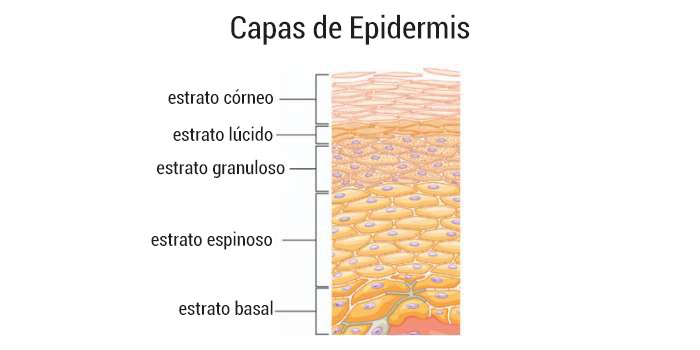 Capas de Epidermis
estrato córneo
estrato lúcido
estrato granuloso
estrato espinoso
estrato basal